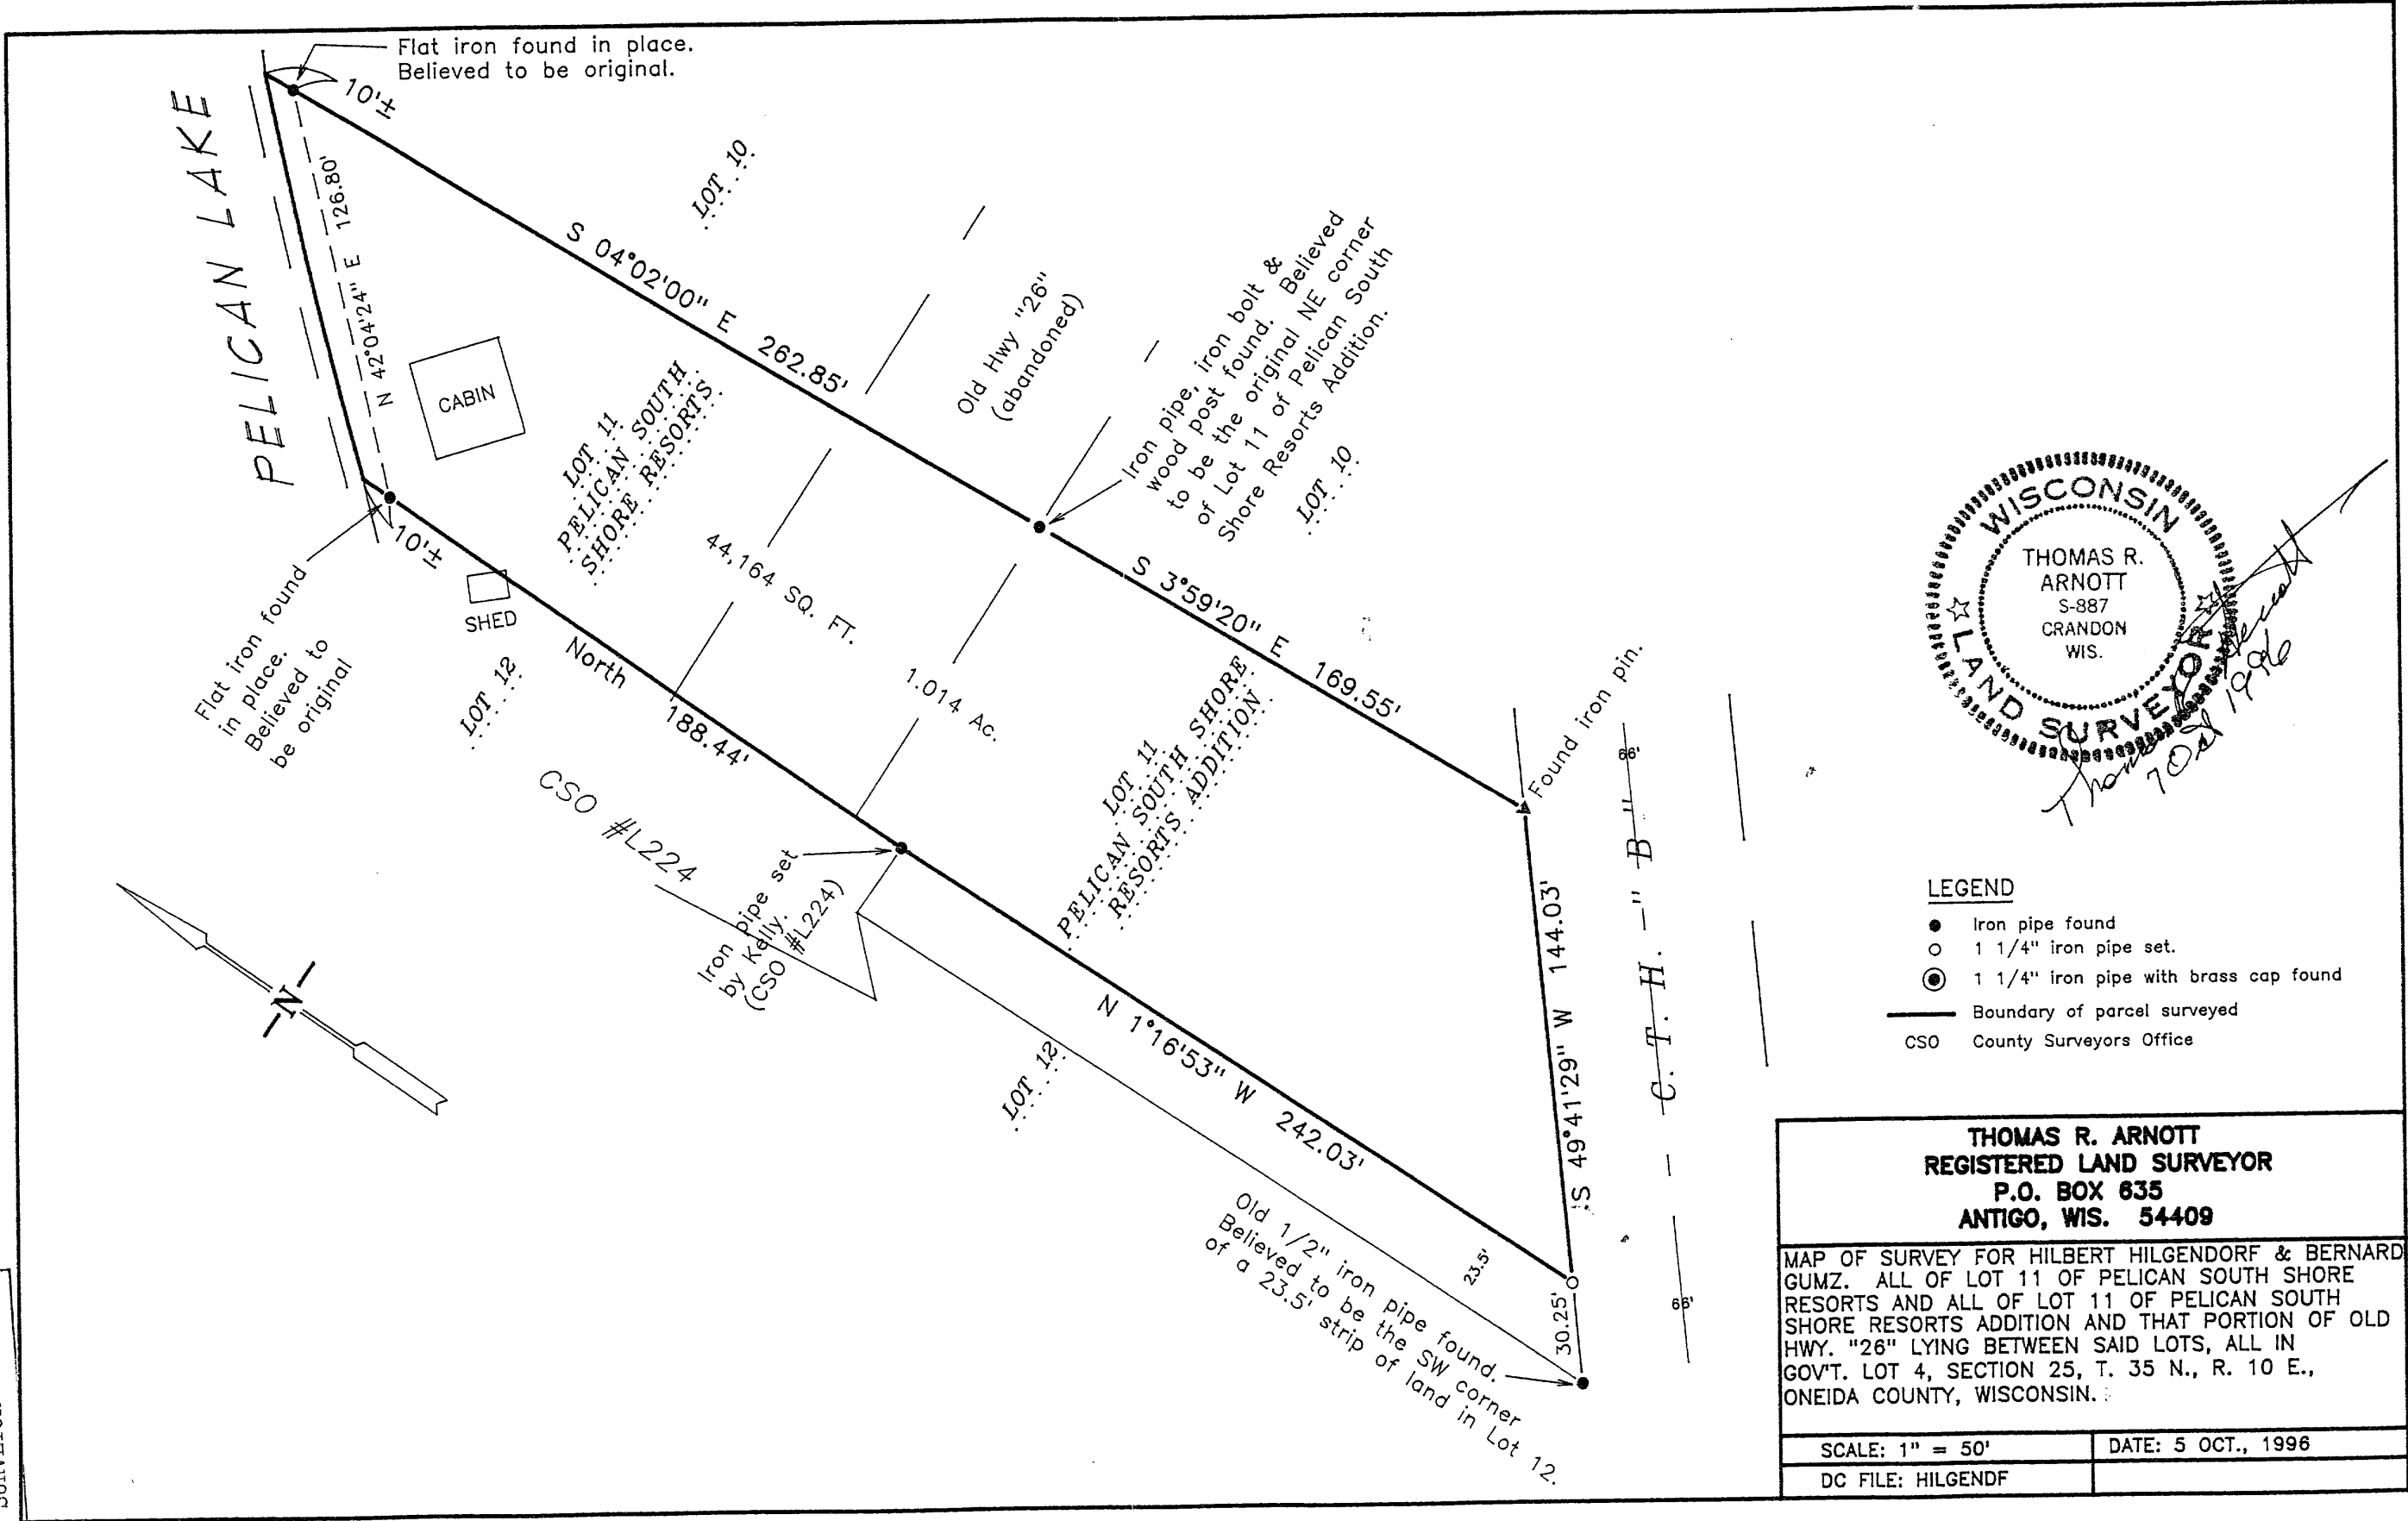 Flat iron found in place.
Believed to be original.
10'±
PELICAN LAKE
N 42°04'24" E 126.80'
LOT 10
S 04°02'00" E 262.85'
CABIN
Old Hwy "26"
(abandoned)
Iron pipe, iron bolt &
wood post found. Believed
to be the original NE corner
of Lot 11 of Pelican South
Shore Resorts Addition.
LOT 10
LOT 11
PELICAN SOUTH
SHORE RESORTS
10'±
SHED
Flat iron found
in place.
Believed to
be original
North 188.44'
LOT 12
44,164 SQ. FT.
1.014 Ac.
S 3°59'20" E 169.55'
Found iron pin.
CSO #L224
Iron pipe set
by Kelly.
(CSO #L224)
LOT 11
PELICAN SOUTH SHORE
RESORTS ADDITION
N
LOT 12
N 1°16'53" W 242.03'
S 49°41'29" W 144.03'
66'
C. T. H. - "B"
66'
23.5'
30.25'
Old 1/2" iron pipe found.
Believed to be the SW corner
of a 23.5' strip of land in Lot 12.
WISCONSIN
LAND SURVEYOR
THOMAS R.
ARNOTT
S-887
CRANDON
WIS.
7 Oct 1996
LEGEND
Iron pipe found
1 1/4" iron pipe set.
1 1/4" iron pipe with brass cap found
Boundary of parcel surveyed
CSO County Surveyors Office
THOMAS R. ARNOTT
REGISTERED LAND SURVEYOR
P.O. BOX 635
ANTIGO, WIS. 54409
MAP OF SURVEY FOR HILBERT HILGENDORF & BERNARD
GUMZ. ALL OF LOT 11 OF PELICAN SOUTH SHORE
RESORTS AND ALL OF LOT 11 OF PELICAN SOUTH
SHORE RESORTS ADDITION AND THAT PORTION OF OLD
HWY. "26" LYING BETWEEN SAID LOTS, ALL IN
GOV'T. LOT 4, SECTION 25, T. 35 N., R. 10 E.,
ONEIDA COUNTY, WISCONSIN.
SCALE: 1" = 50'
DATE: 5 OCT., 1996
DC FILE: HILGENDF